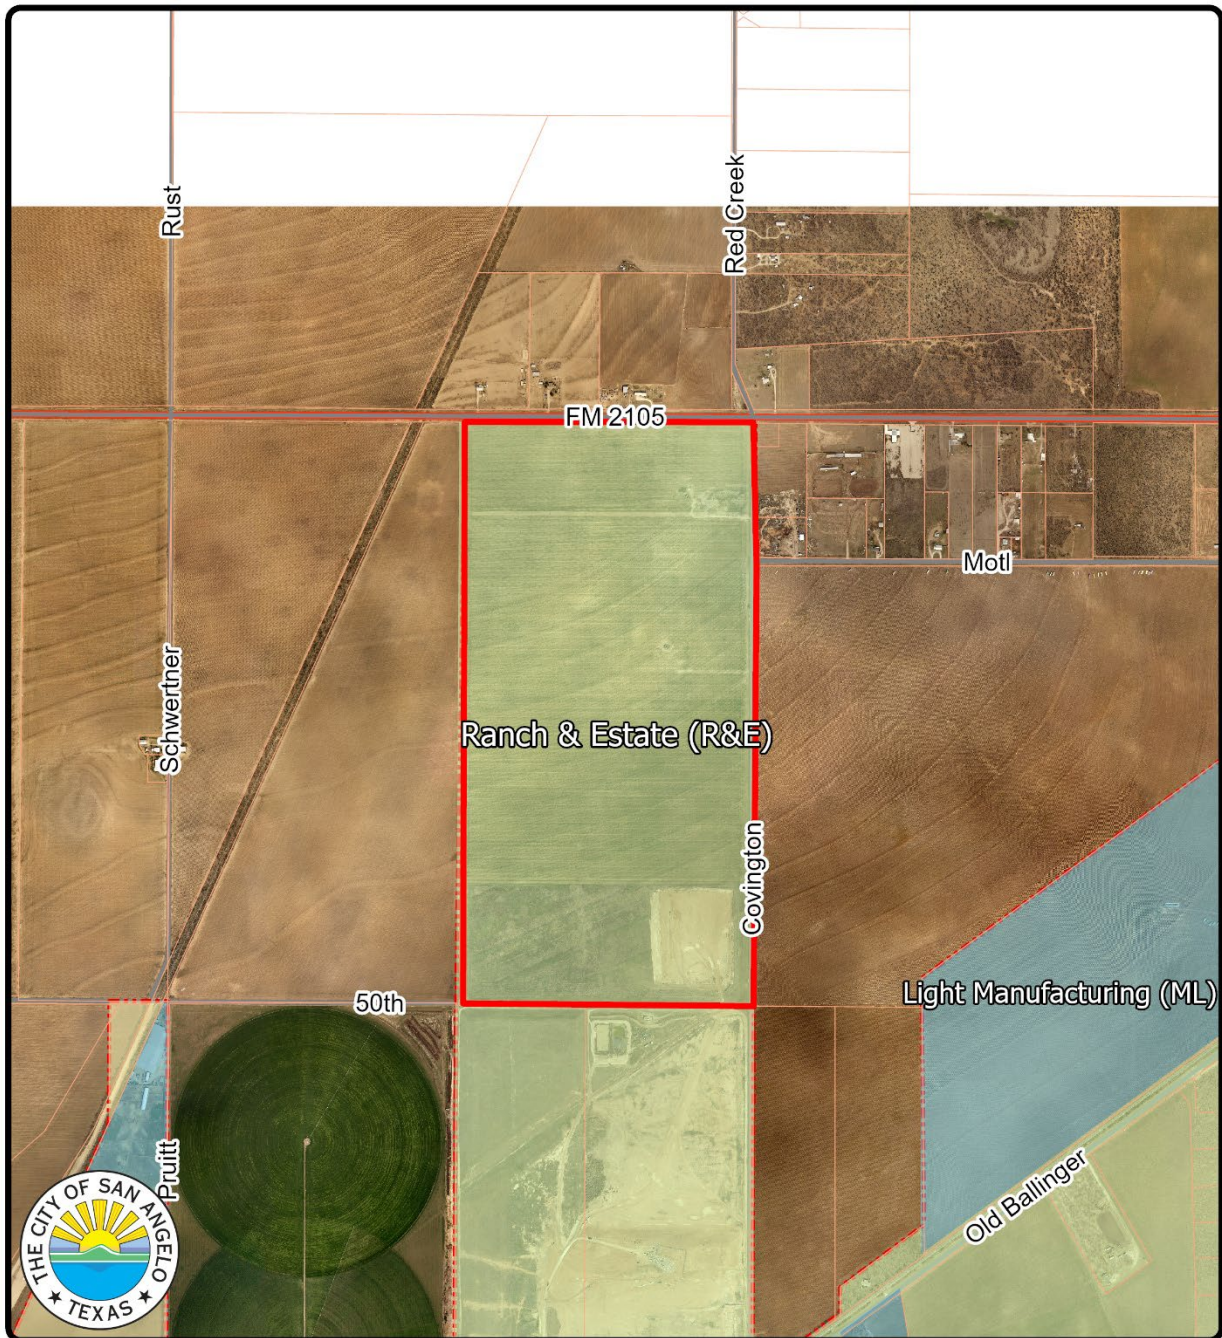 Rust
Red Creek
FM 2105
Motl
Schwertner
Ranch & Estate (R&E)
Covington
Light Manufacturing (ML)
50th
Pruitt
Old Ballinger
THE CITY OF SAN ANGELO
★ TEXAS ★